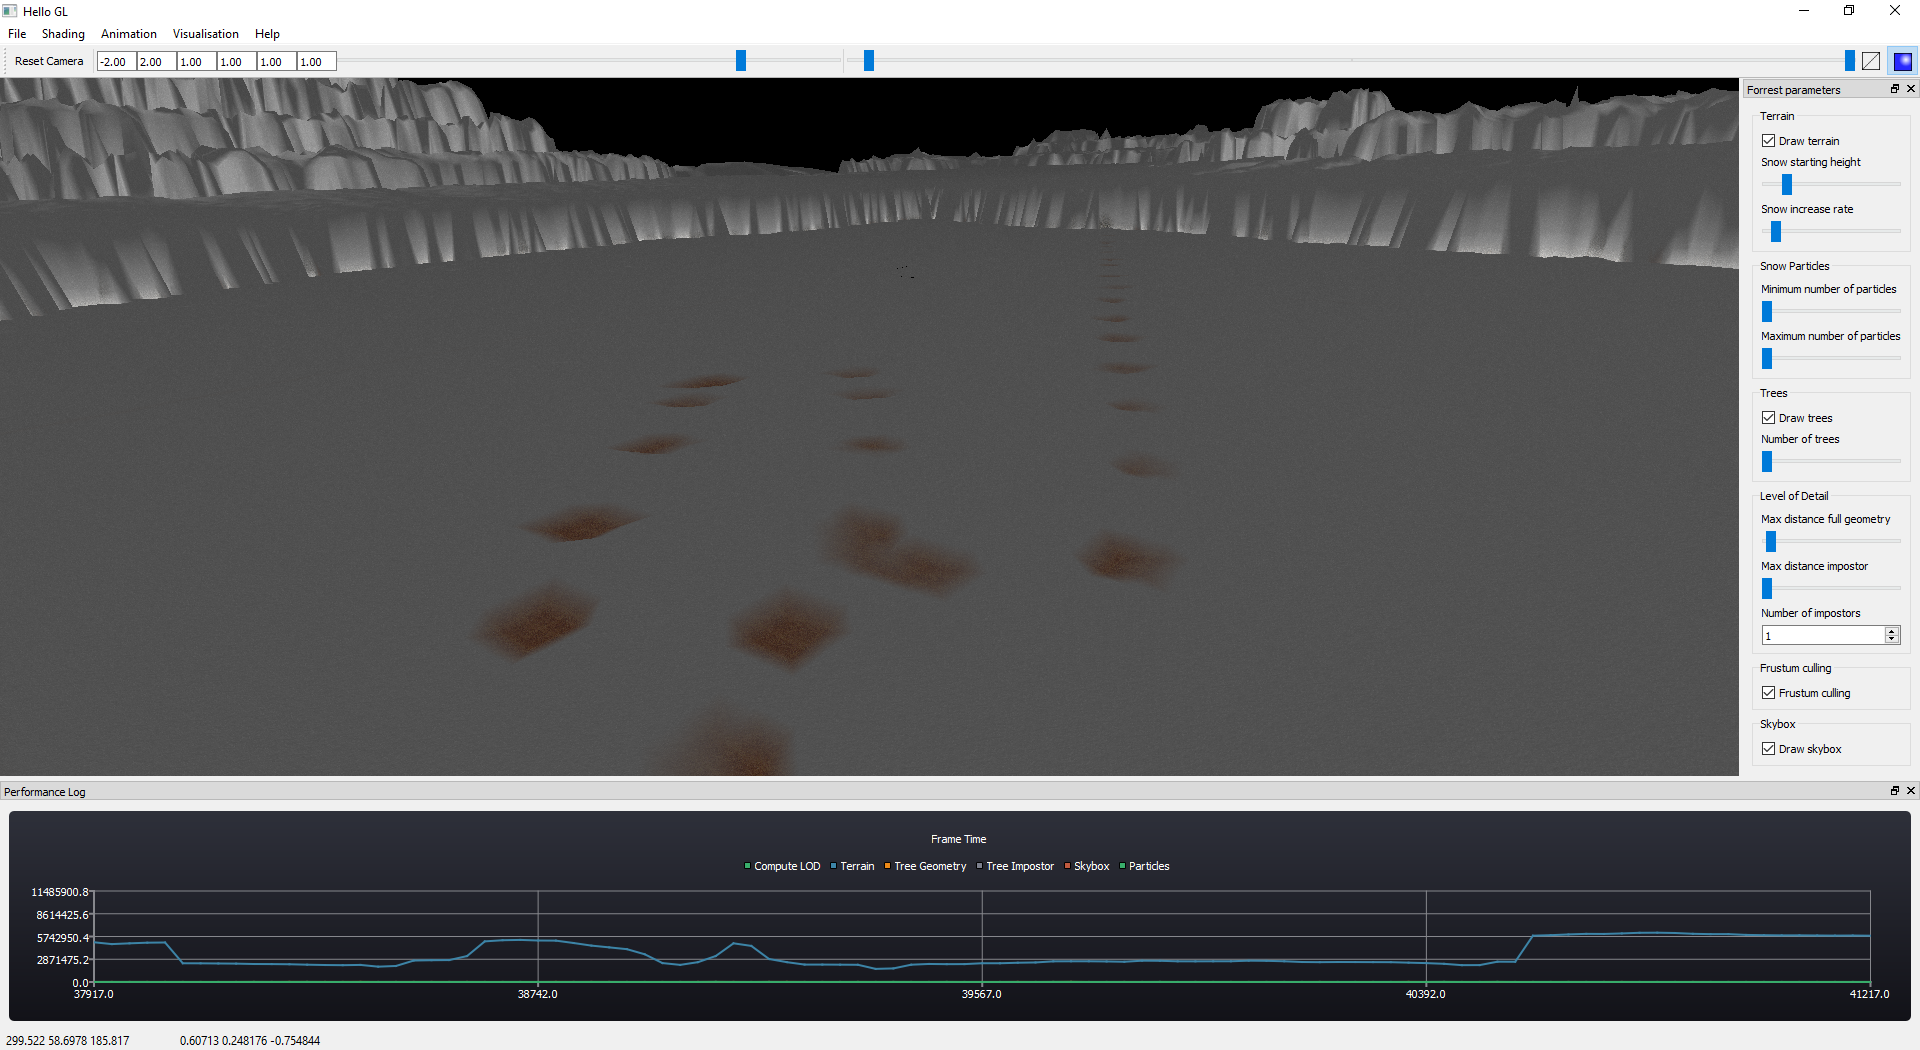 Hello GL
File Shading Animation Visualisation Help
Reset Camera -2.00 2.00 1.00 1.00 1.00 1.00
Forrest parameters
Terrain
Draw terrain
Snow starting height
Snow increase rate
Snow Particles
Minimum number of particles
Maximum number of particles
Trees
Draw trees
Number of trees
Level of Detail
Max distance full geometry
Max distance impostor
Number of impostors
1
Frustum culling
Frustum culling
Skybox
Draw skybox
Performance Log
Frame Time
Compute LOD Terrain Tree Geometry Tree Impostor Skybox Particles
11485900.8
8614425.6
5742950.4
2871475.2
0.0
37917.0 38742.0 39567.0 40392.0 41217.0
299.522 58.6978 185.817 0.60713 0.248176 -0.754844